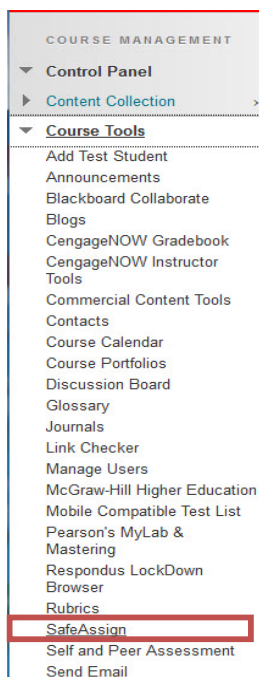 COURSE MANAGEMENT
Control Panel
Content Collection
Course Tools
Add Test Student
Announcements
Blackboard Collaborate
Blogs
CengageNOW Gradebook
CengageNOW Instructor
Tools
Commercial Content Tools
Contacts
Course Calendar
Course Portfolios
Discussion Board
Glossary
Journals
Link Checker
Manage Users
McGraw-Hill Higher Education
Mobile Compatible Test List
Pearson's MyLab &
Mastering
Respondus LockDown
Browser
Rubrics
SafeAssign
Self and Peer Assessment
Send Email